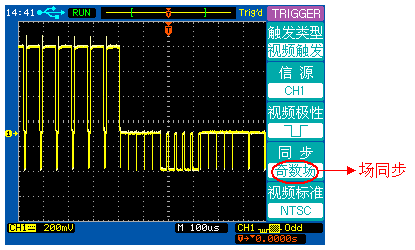 14:41 RUN Trig'd TRIGGER
触发类型
视频触发
信源
CH1
视频极性
同步
奇数场
场同步
视频标准
NTSC
CH1 200mV M 100us CH1 Odd
0.0000s